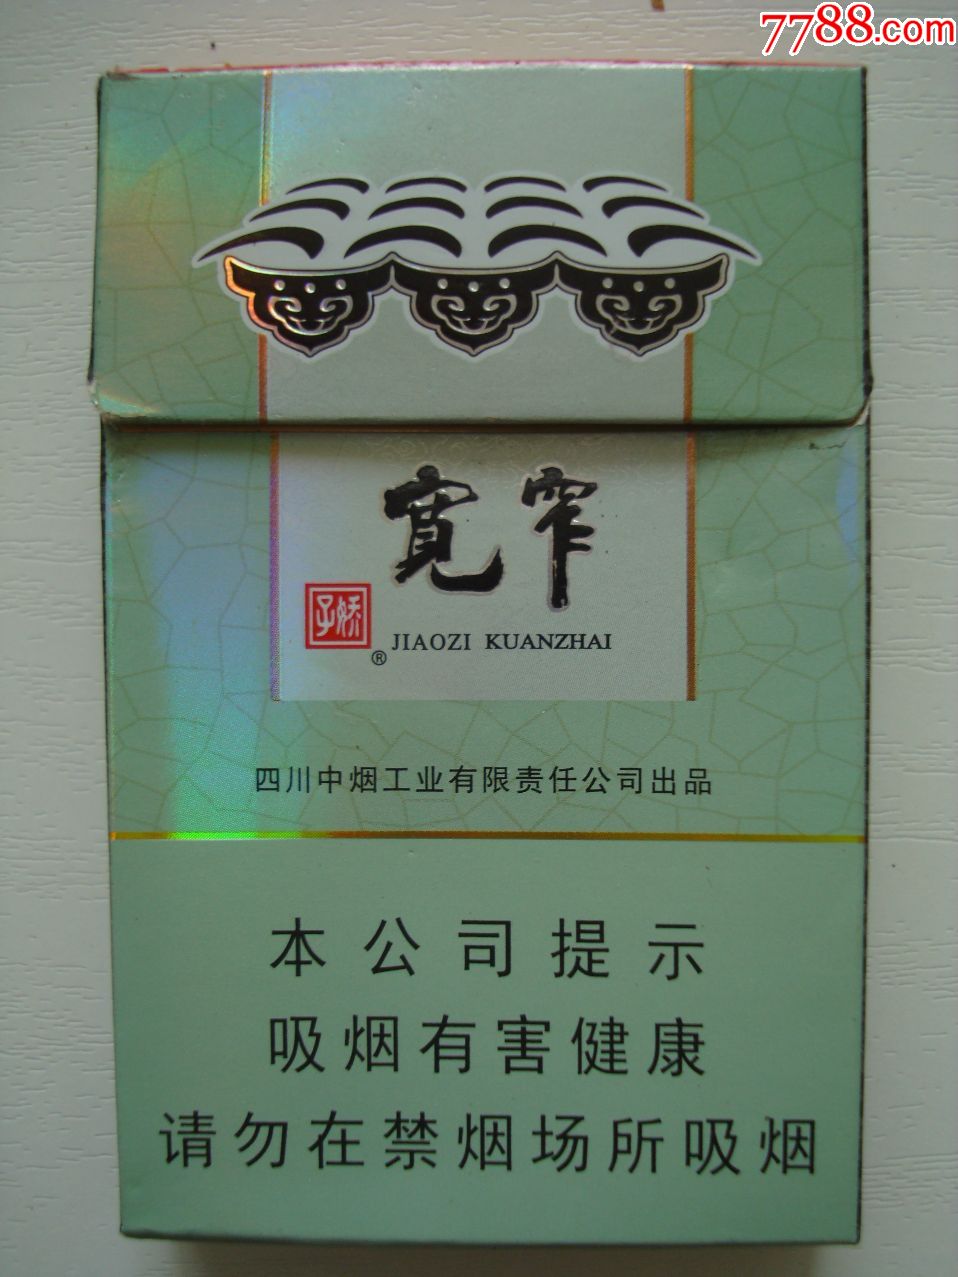 7788.com
宽窄
娇子
® JIAOZI KUANZHAI
四川中烟工业有限责任公司出品
本公司提示
吸烟有害健康
请勿在禁烟场所吸烟